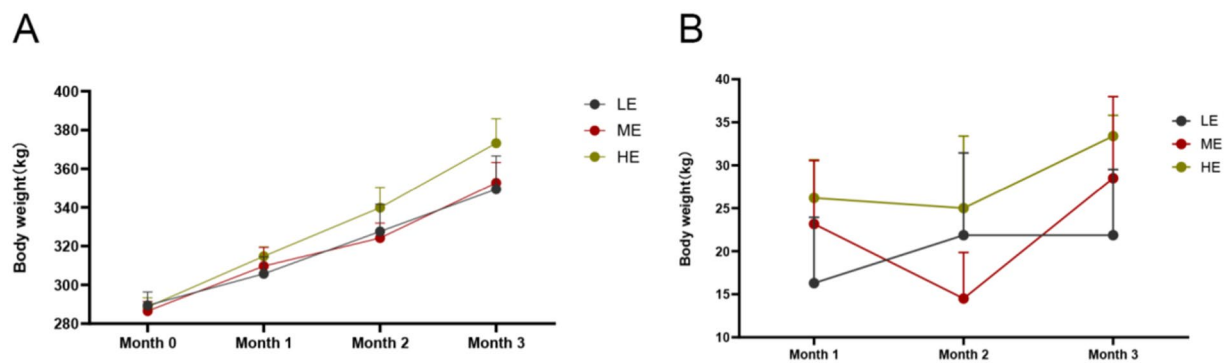 A
Body weight(kg)
400
380
360
340
320
300
280
Month 0 Month 1 Month 2 Month 3
LE
ME
HE
B
Body weight(kg)
40
35
30
25
20
15
10
Month 1 Month 2 Month 3
LE
ME
HE